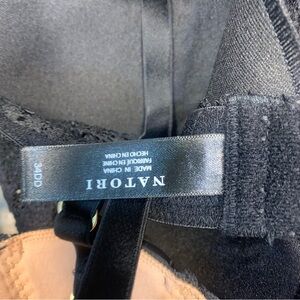 NATORI
MADE IN CHINA
FABRIQUÉ EN CHINE
HECHO EN CHINA
34DD